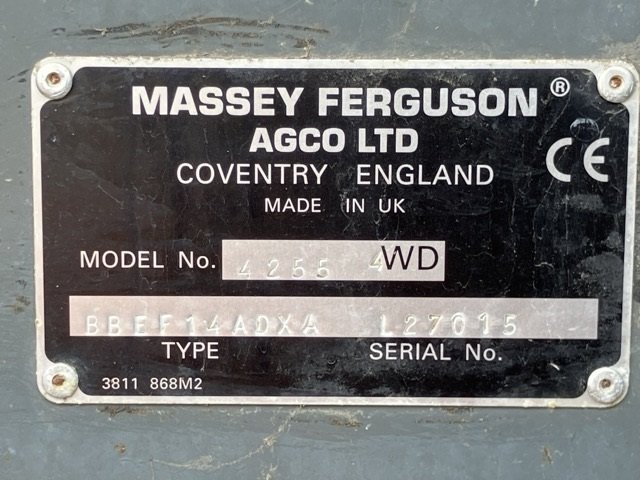 MASSEY FERGUSON®
AGCO LTD
COVENTRY ENGLAND
CE
MADE IN UK
MODEL No. 4255 4WD
BBEF14ADXA L27015
TYPE SERIAL No.
3811 868M2